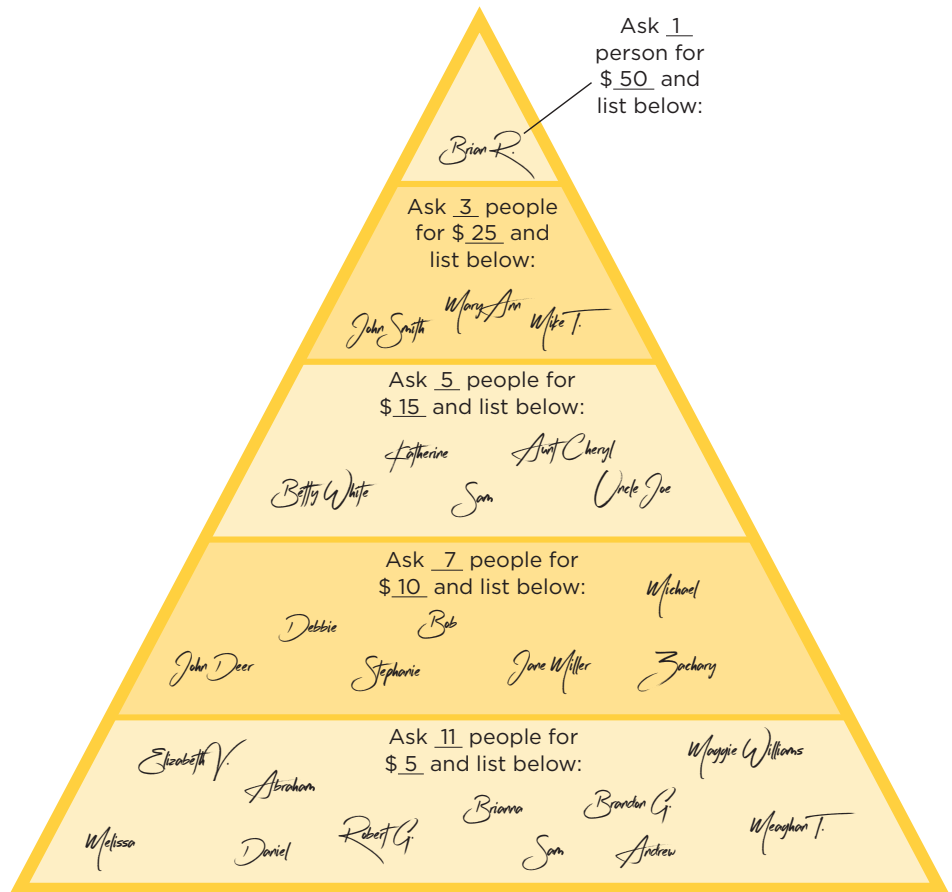 Ask 1
person for
$ 50 and
list below:
Brian R.
Ask 3 people
for $ 25 and
list below:
John Smith
Mary Ann
Mike T.
Ask 5 people for
$ 15 and list below:
Katherine
Aunt Cheryl
Betty White
Sam
Uncle Joe
Ask 7 people for
$ 10 and list below:
Michael
Debbie
Bob
John Deer
Stephanie
Jane Miller
Zachary
Ask 11 people for
$ 5 and list below:
Elizabeth V.
Maggie Williams
Abraham
Brianna
Brandon G.
Melissa
Daniel
Robert G.
Sam
Andrew
Meaghan T.